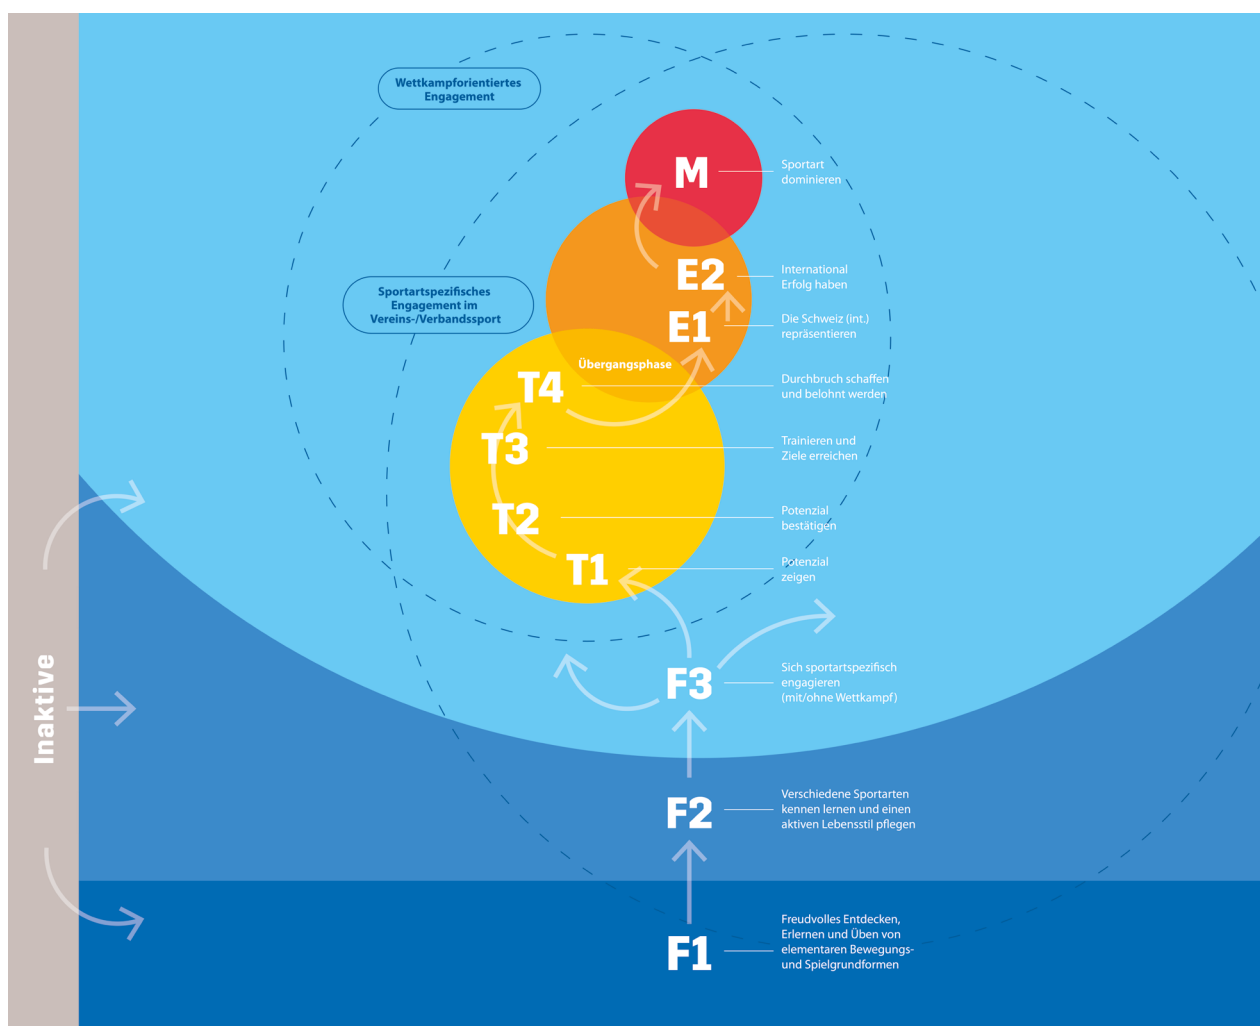 Wettkampforientiertes
Engagement
M
Sportart
dominieren
E2
International
Erfolg haben
Sportartspezifisches
Engagement im
Vereins-/Verbandssport
E1
Die Schweiz (int.)
repräsentieren
Übergangsphase
T4
Durchbruch schaffen
und belohnt werden
T3
Trainieren und
Ziele erreichen
T2
Potenzial
bestätigen
T1
Potenzial
zeigen
Inaktive
F3
Sich sportartspezifisch
engagieren
(mit/ohne Wettkampf)
F2
Verschiedene Sportarten
kennen lernen und einen
aktiven Lebensstil pflegen
F1
Freudvolles Entdecken,
Erlernen und Üben von
elementaren Bewegungs-
und Spielgrundformen